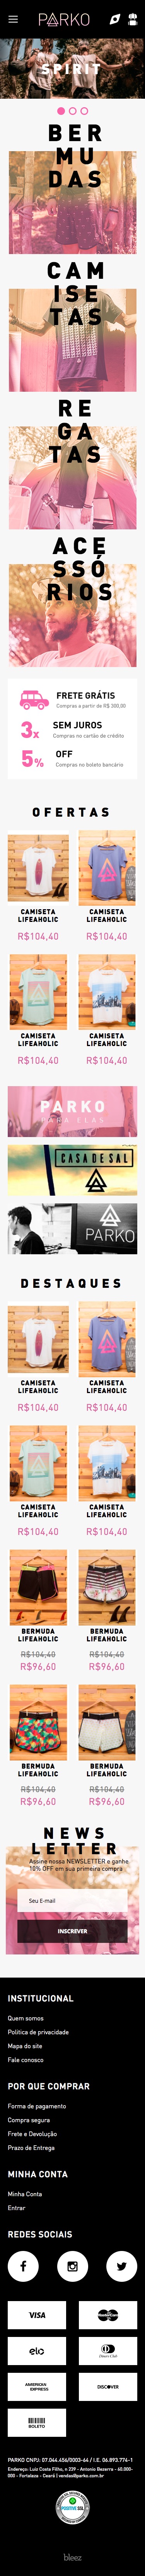 PARKO
SPIRIT
BER
MU
DAS
CAM
ISE
TAS
RE
GA
TAS
ACE
SSÓ
RIOS
FRETE GRÁTIS
Compras a partir de R$ 300,00
3x SEM JUROS
Compras no cartão de crédito
5% OFF
Compras no boleto bancário
OFERTAS
CAMISETA LIFEAHOLIC
R$104,40
CAMISETA LIFEAHOLIC
R$104,40
CAMISETA LIFEAHOLIC
R$104,40
CAMISETA LIFEAHOLIC
R$104,40
PARKO
PARA ELAS
CASA DE SAL
PARKO
DESTAQUES
CAMISETA LIFEAHOLIC
R$104,40
CAMISETA LIFEAHOLIC
R$104,40
CAMISETA LIFEAHOLIC
R$104,40
CAMISETA LIFEAHOLIC
R$104,40
BERMUDA LIFEAHOLIC
R$104,40
R$96,60
BERMUDA LIFEAHOLIC
R$104,40
R$96,60
BERMUDA LIFEAHOLIC
R$104,40
R$96,60
BERMUDA LIFEAHOLIC
R$104,40
R$96,60
NEWS
LETTER
Assine nossa NEWSLETTER e ganhe
10% OFF em sua primeira compra
Seu E-mail
INSCREVER
INSTITUCIONAL
Quem somos
Política de privacidade
Mapa do site
Fale conosco
POR QUE COMPRAR
Forma de pagamento
Compra segura
Frete e Devolução
Prazo de Entrega
MINHA CONTA
Minha Conta
Entrar
REDES SOCIAIS
VISA
elo
Diners Club
AMERICAN EXPRESS
DISCOVER
BOLETO
PARKO CNPJ: 07.044.456/0003-64 / I.E. 06.893.774-1
Endereço: Luiz Costa Filho, n 239 - Antonio Bezerra - 60.000-
000 - Fortaleza - Ceará | vendas@parko.com.br
POSITIVE SSL
bleez